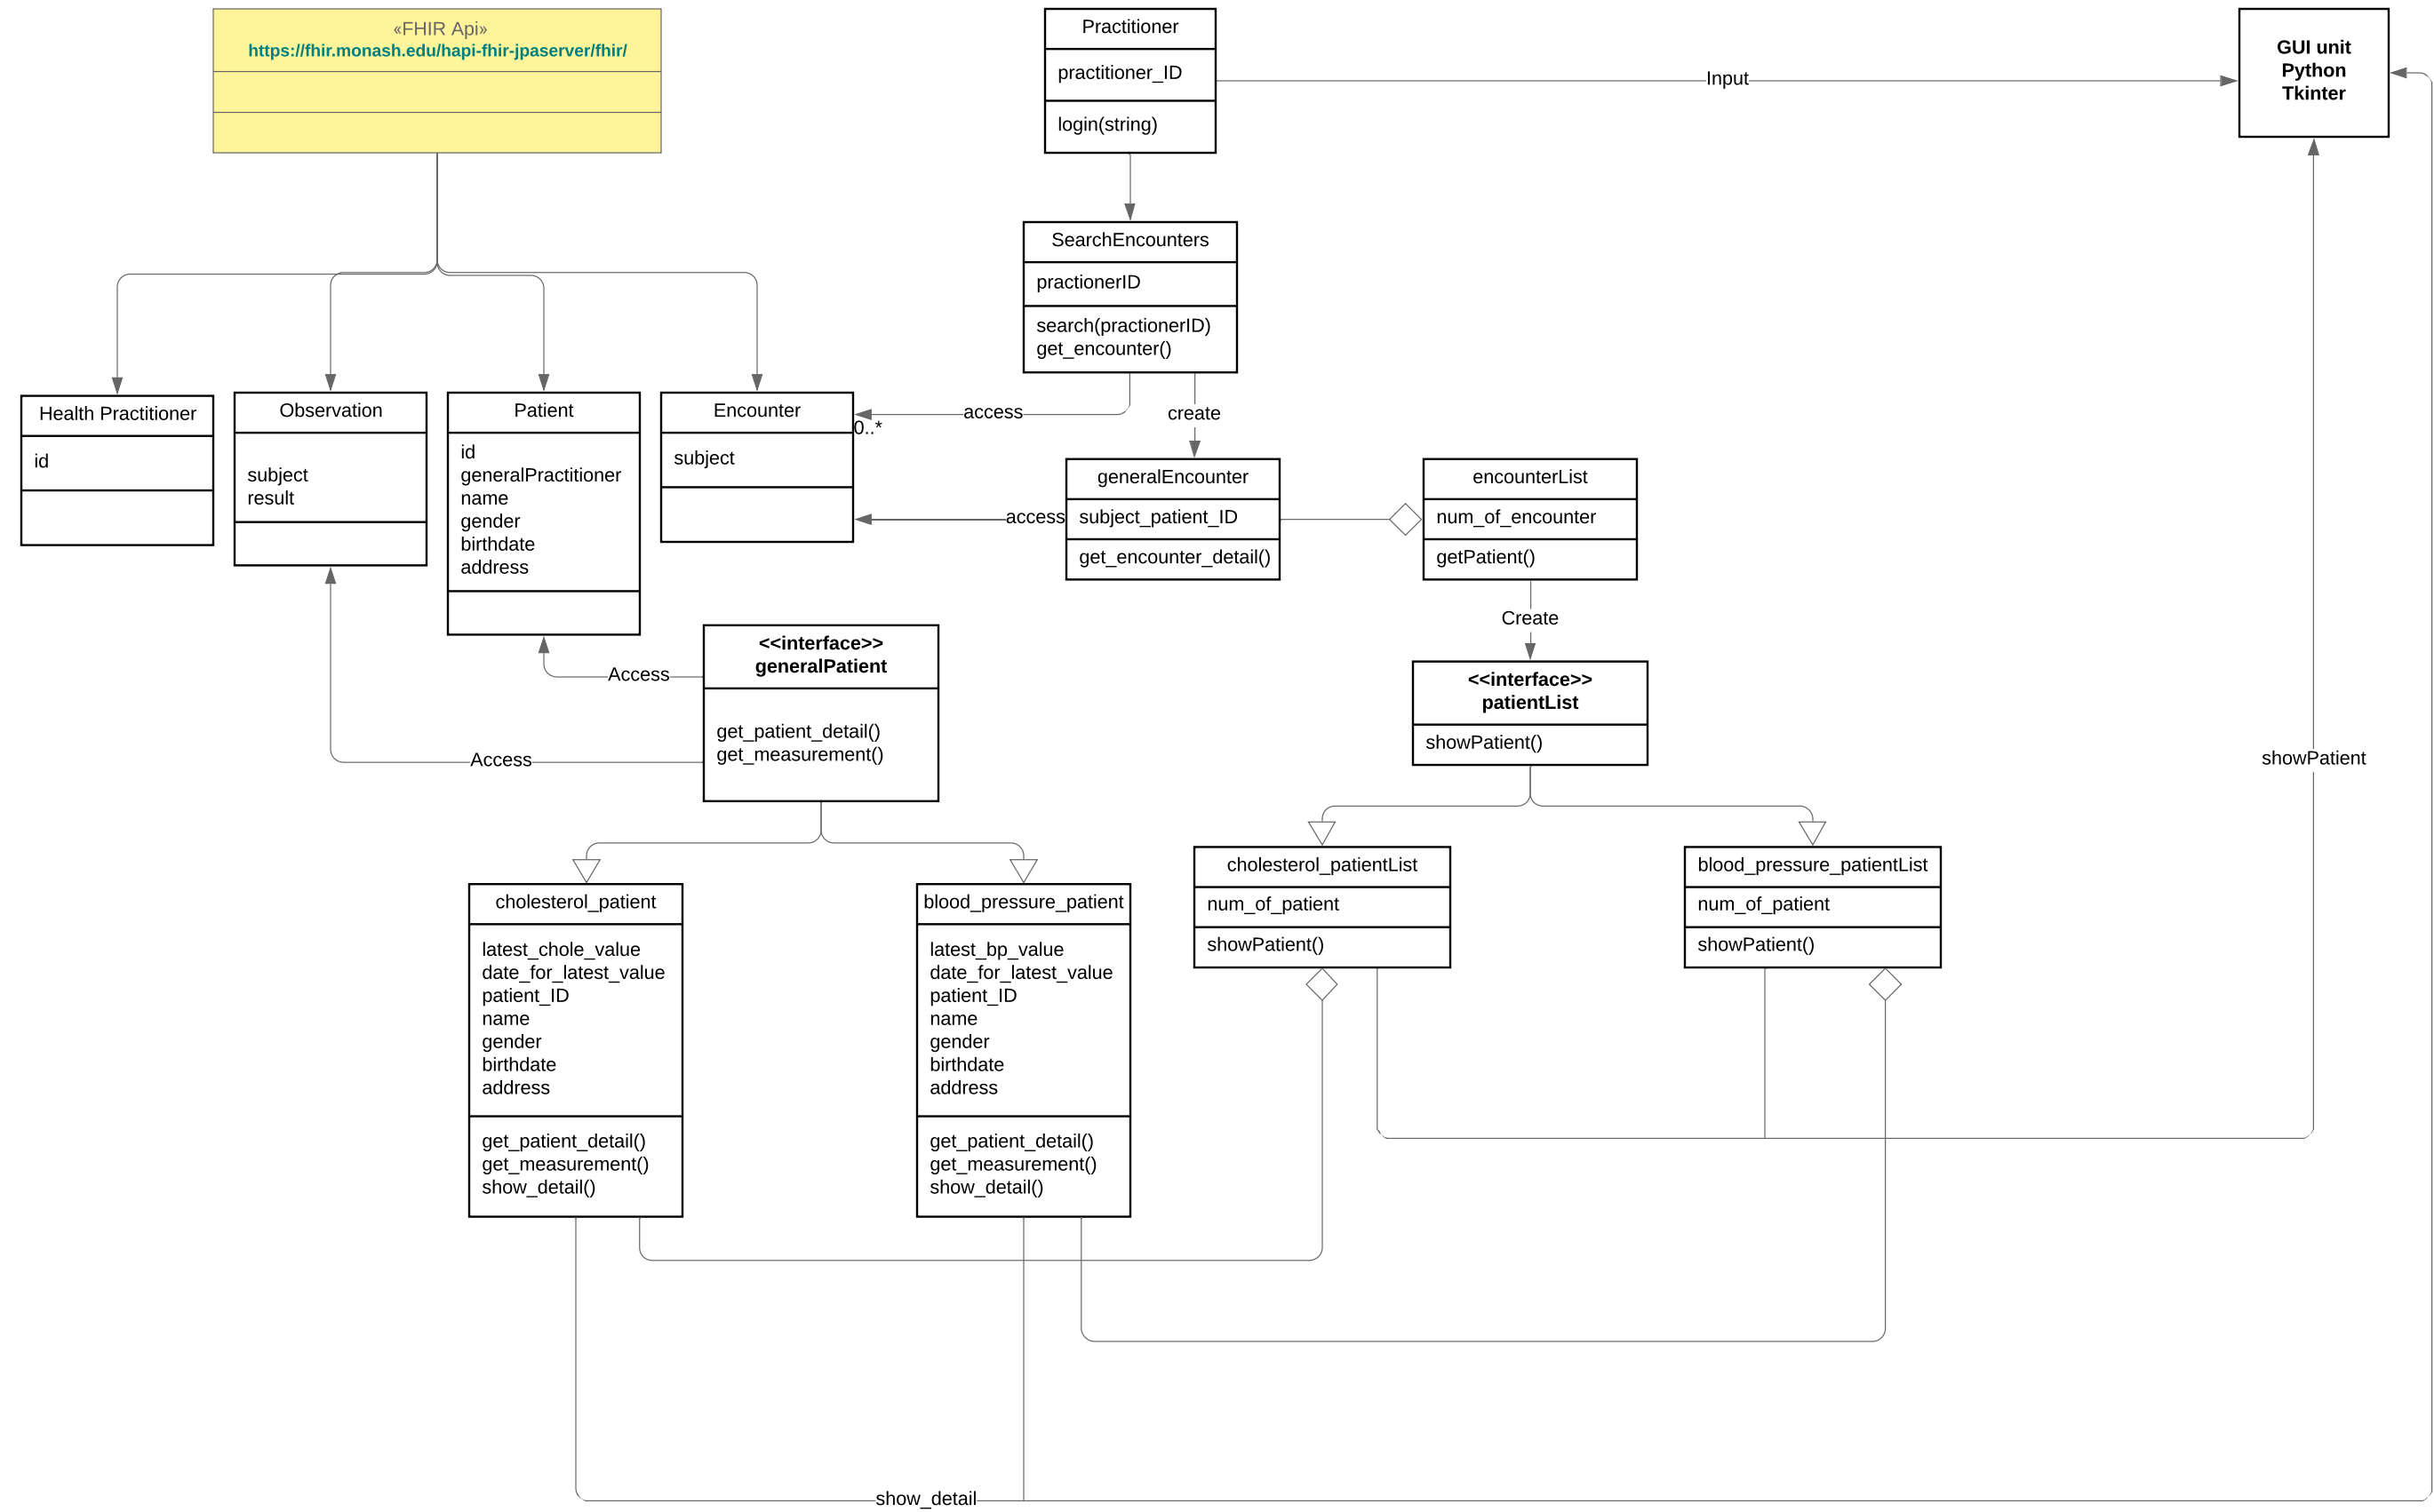 «FHIR Api»
https://fhir.monash.edu/hapi-fhir-jpaserver/fhir/
Practitioner
practitioner_ID
login(string)
Input
GUI unit
Python
Tkinter
SearchEncounters
practionerID
search(practionerID)
get_encounter()
access
0..*
create
Health Practitioner
id
Observation
subject
result
Patient
id
generalPractitioner
name
gender
birthdate
address
Encounter
subject
access
generalEncounter
subject_patient_ID
get_encounter_detail()
encounterList
num_of_encounter
getPatient()
Create
<<interface>>
generalPatient
get_patient_detail()
get_measurement()
Access
Access
<<interface>>
patientList
showPatient()
showPatient
cholesterol_patient
latest_chole_value
date_for_latest_value
patient_ID
name
gender
birthdate
address
get_patient_detail()
get_measurement()
show_detail()
blood_pressure_patient
latest_bp_value
date_for_latest_value
patient_ID
name
gender
birthdate
address
get_patient_detail()
get_measurement()
show_detail()
cholesterol_patientList
num_of_patient
showPatient()
blood_pressure_patientList
num_of_patient
showPatient()
show_detail